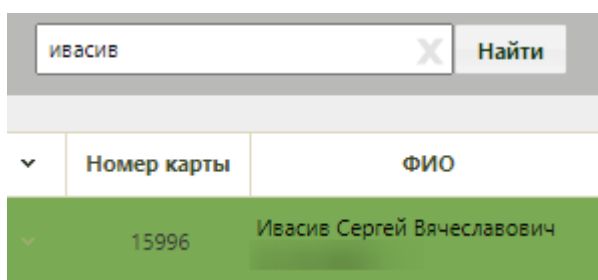 ивасив
X
Найти
Номер карты
ФИО
15996
Ивасив Сергей Вячеславович